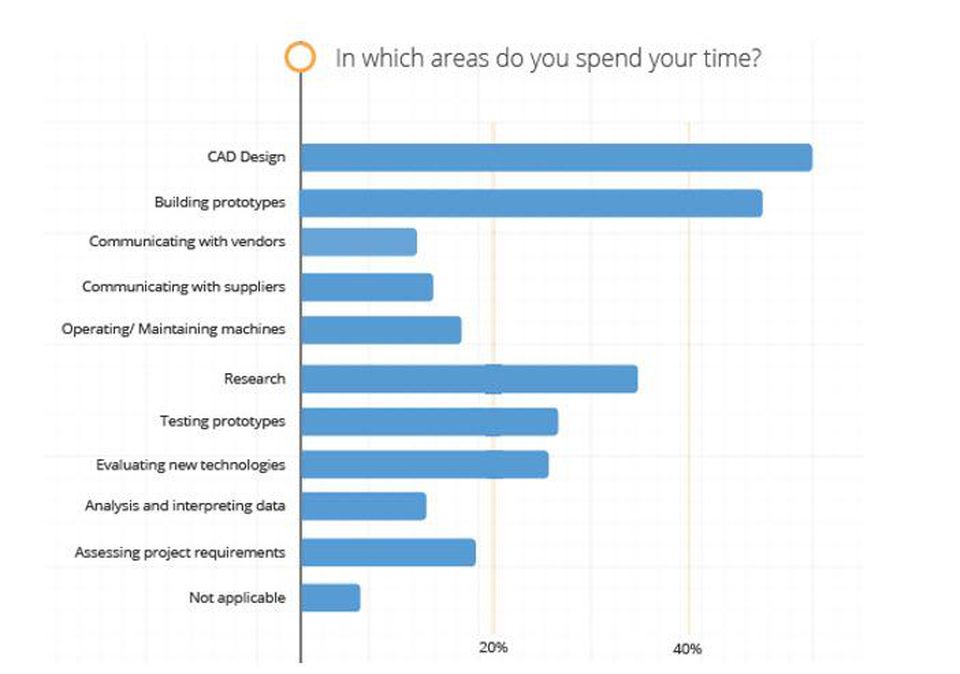 In which areas do you spend your time?
CAD Design
Building prototypes
Communicating with vendors
Communicating with suppliers
Operating/ Maintaining machines
Research
Testing prototypes
Evaluating new technologies
Analysis and interpreting data
Assessing project requirements
Not applicable
20%
40%